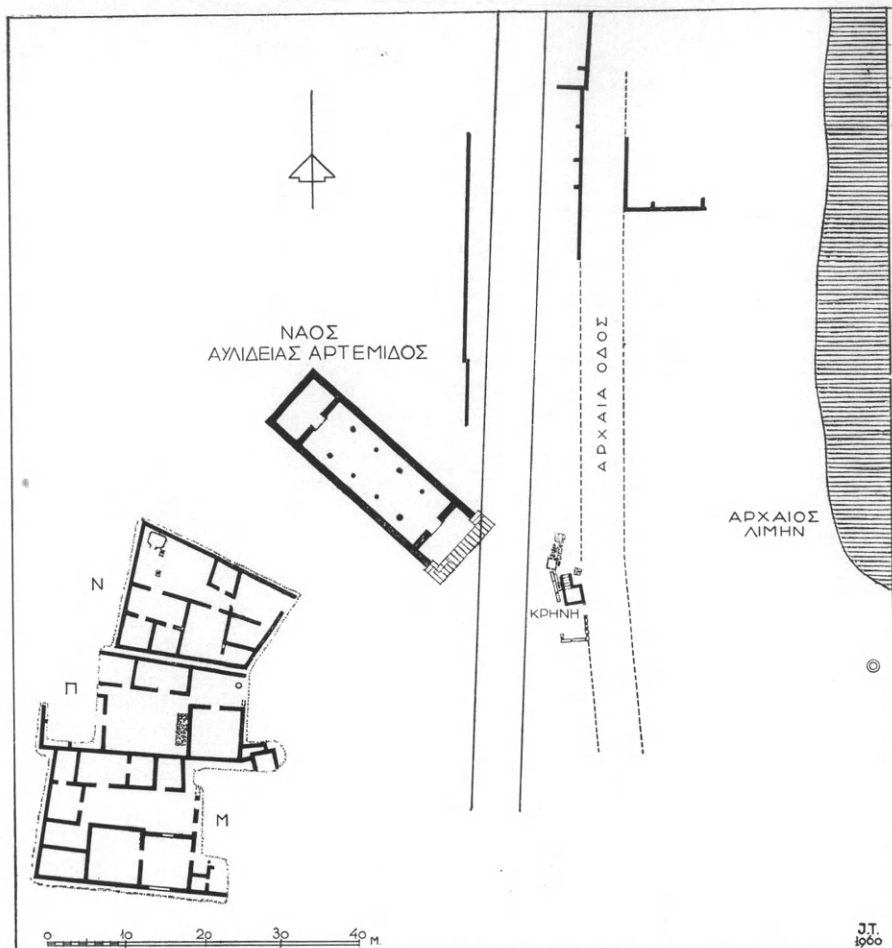 ΝΑΟΣ
ΑΥΛΙΔΕΙΑΣ ΑΡΤΕΜΙΔΟΣ
ΑΡΧΑΙΑ ΟΔΟΣ
ΑΡΧΑΙΟΣ
ΛΙΜΗΝ
ΚΡΗΝΗ
Ν
Π
Μ
0 10 20 30 40 Μ.
J.T.
1960